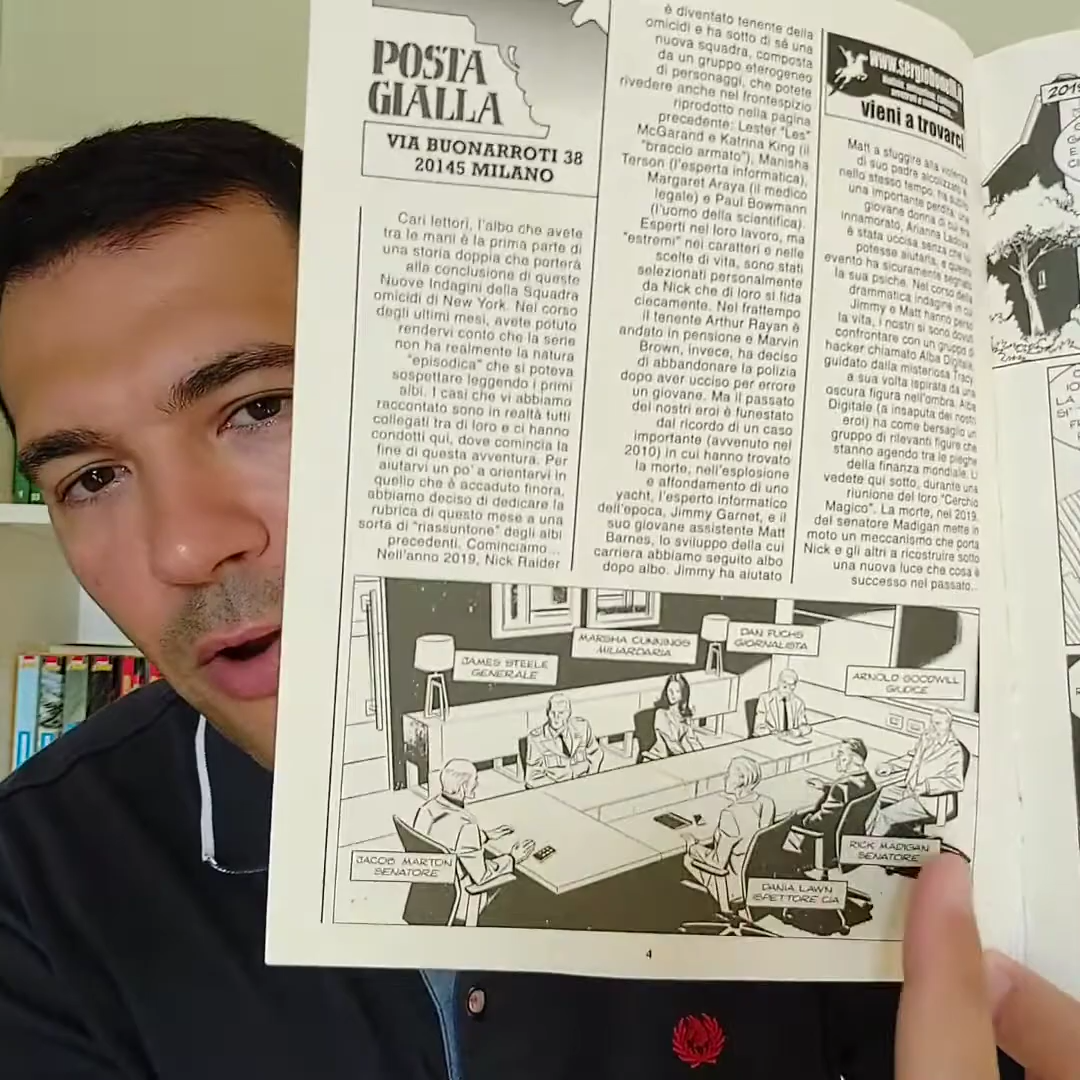 POSTA
GIALLA
VIA BUONARROTI 38
20145 MILANO
Cari lettori, l'albo che avete
tra le mani è la prima parte di
una storia doppia che porterà
alla conclusione di queste
Nuove Indagini della Squadra
omicidi di New York. Nel corso
degli ultimi mesi, avete potuto
rendervi conto che la serie
non ha realmente la natura
"episodica" che si poteva
sospettare leggendo i primi
albi. I casi che vi abbiamo
raccontato sono in realtà tutti
collegati tra di loro e ci hanno
condotti qui, dove comincia la
fine di questa avventura. Per
aiutarvi un po' a orientarvi in
quello che è accaduto finora,
abbiamo deciso di dedicare la
rubrica di questo mese a una
sorta di "riassuntone" degli albi
precedenti. Cominciamo...
Nell'anno 2019, Nick Raider
è diventato tenente della
omicidi e ha sotto di sé una
nuova squadra, composta
da un gruppo eterogeneo
di personaggi, che potete
rivedere anche nel frontespizio
riprodotto nella pagina
precedente: Lester "Les"
McGarand e Katrina King (il
"braccio armato"), Manisha
Terson (l'esperta informatica),
Margaret Araya (il medico
legale) e Paul Bowmann
(l'uomo della scientifica).
Esperti nel loro lavoro, ma
"estremi" nei caratteri e nelle
scelte di vita, sono stati
selezionati personalmente
da Nick che di loro si fida
ciecamente. Nel frattempo
il tenente Arthur Rayan è
andato in pensione e Marvin
Brown, invece, ha deciso
di abbandonare la polizia
dopo aver ucciso per errore
un giovane. Ma il passato
dei nostri eroi è funestato
dal ricordo di un caso
importante (avvenuto nel
2010) in cui hanno trovato
la morte, nell'esplosione
e affondamento di uno
yacht, l'esperto informatico
dell'epoca, Jimmy Garnet, e il
suo giovane assistente Matt
Barnes, lo sviluppo della cui
carriera abbiamo seguito albo
dopo albo. Jimmy ha aiutato
vieni a trovarci
Matt a sfuggire alla violenza
di suo padre alcolizzato e,
nello stesso tempo, ha subito
una importante perdita: una
giovane donna di cui era
innamorato, Arianna
è stata uccisa senza che lui
potesse aiutarla, e questo
evento ha sicuramente segnato
la sua psiche. Nel corso della
drammatica indagine in cui
Jimmy e Matt hanno perso
la vita, i nostri si sono dovuti
confrontare con un gruppo di
hacker chiamato Alba Digitale,
guidato dalla misteriosa Tracy,
a sua volta ispirata da una
oscura figura nell'ombra. Alba
Digitale (a insaputa dei nostri
eroi) ha come bersaglio un
gruppo di rilevanti figure che
stanno agendo tra le pieghe
della finanza mondiale. Li
vedete qui sotto, durante una
riunione del loro "Cerchio
Magico". La morte, nel 2019,
del senatore Madigan mette in
moto un meccanismo che porta
Nick e gli altri a ricostruire sotto
una nuova luce che cosa è
successo nel passato...
JAMES STEELE
GENERALE
MARSHA CUNNINGS
MILIARDARIA
DAN FUCHS
GIORNALISTA
ARNOLD GOODWILL
GIUDICE
JACOB MARTON
SENATORE
RICK MADIGAN
SENATORE
DANIA LAWN
ISPETTORE CIA
4